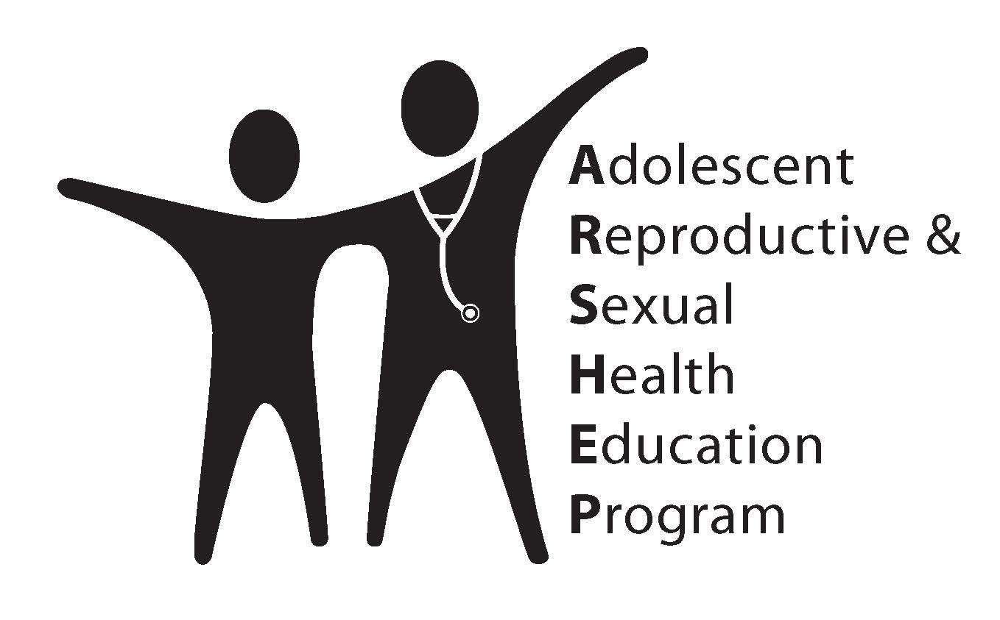 Adolescent
Reproductive &
Sexual
Health
Education
Program